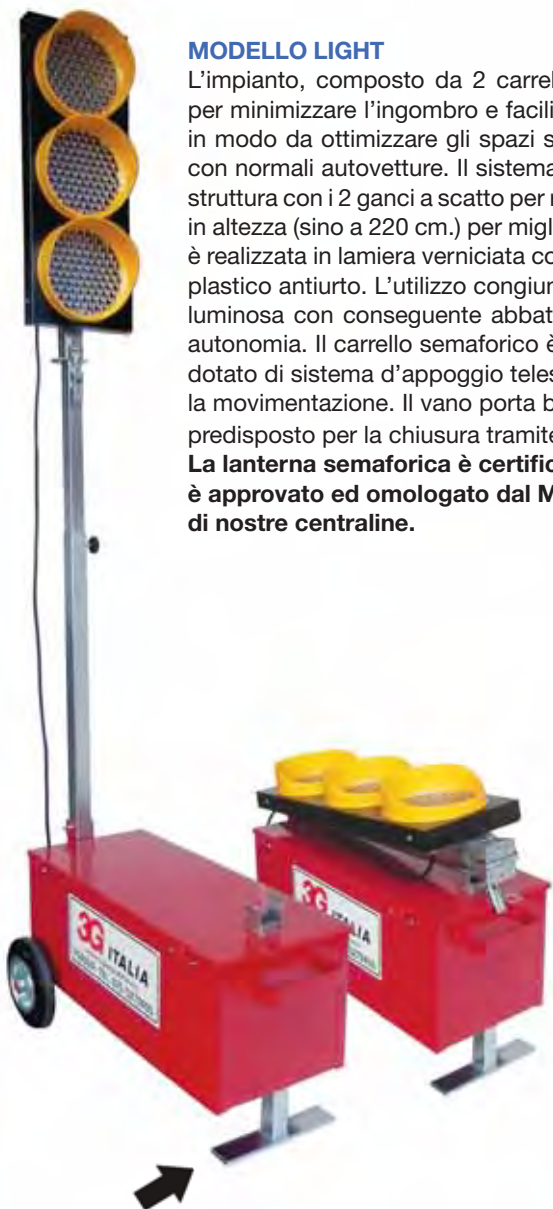 MODELLO LIGHT
L'impianto, composto da 2 carrel
per minimizzare l'ingombro e facili
in modo da ottimizzare gli spazi s
con normali autovetture. Il sistema
struttura con i 2 ganci a scatto per r
in altezza (sino a 220 cm.) per migl
è realizzata in lamiera verniciata co
plastico antiurto. L'utilizzo congiur
luminosa con conseguente abbat
autonomia. Il carrello semaforico è
dotato di sistema d'appoggio teles
la movimentazione. Il vano porta b
predisposto per la chiusura tramite
La lanterna semaforica è certific
è approvato ed omologato dal M
di nostre centraline.
3G ITALIA
3G ITALIA